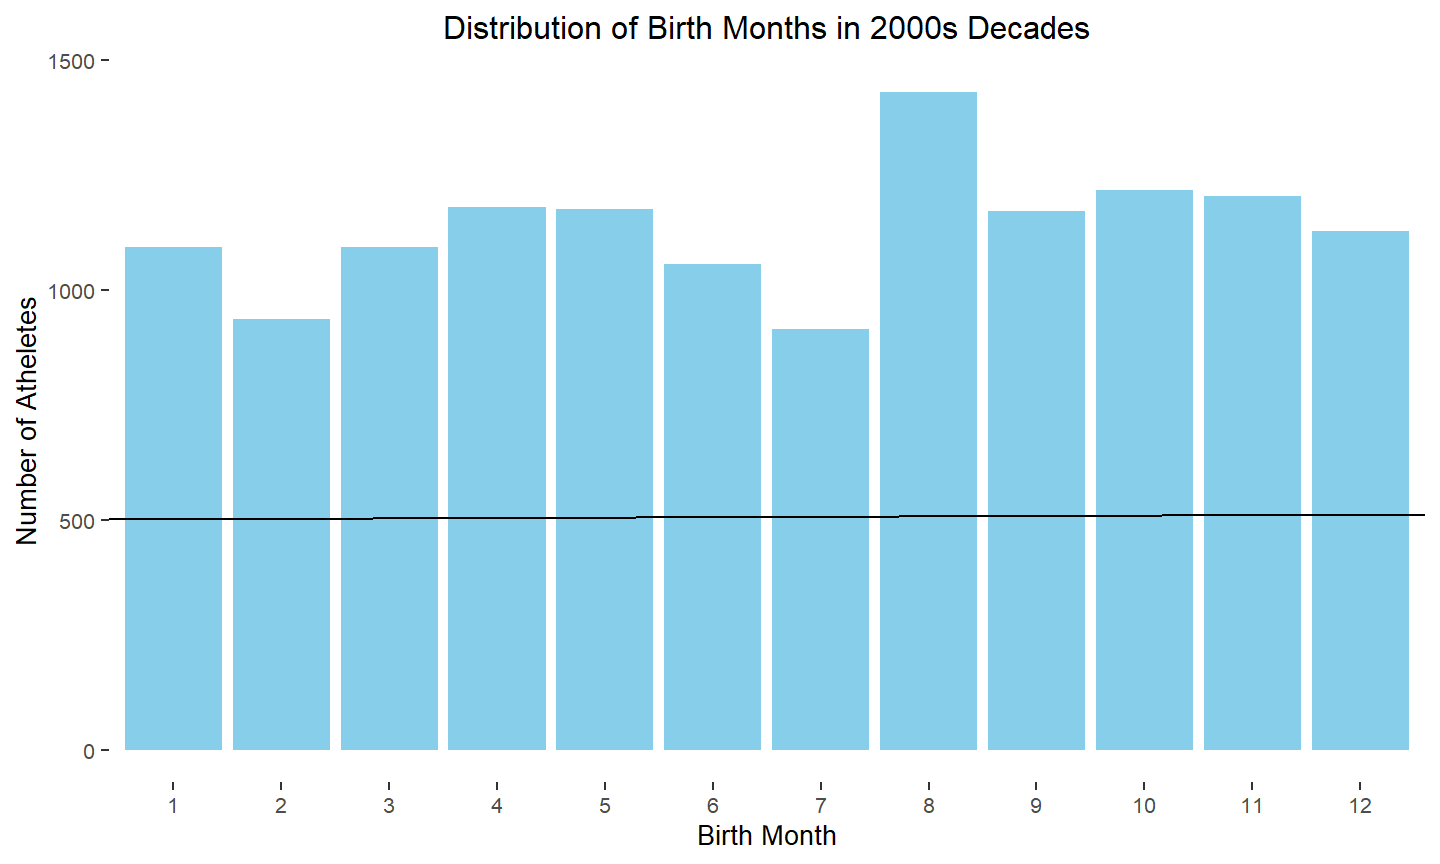 Distribution of Birth Months in 2000s Decades
1500
1000
500
0
Number of Atheletes
1 2 3 4 5 6 7 8 9 10 11 12
Birth Month